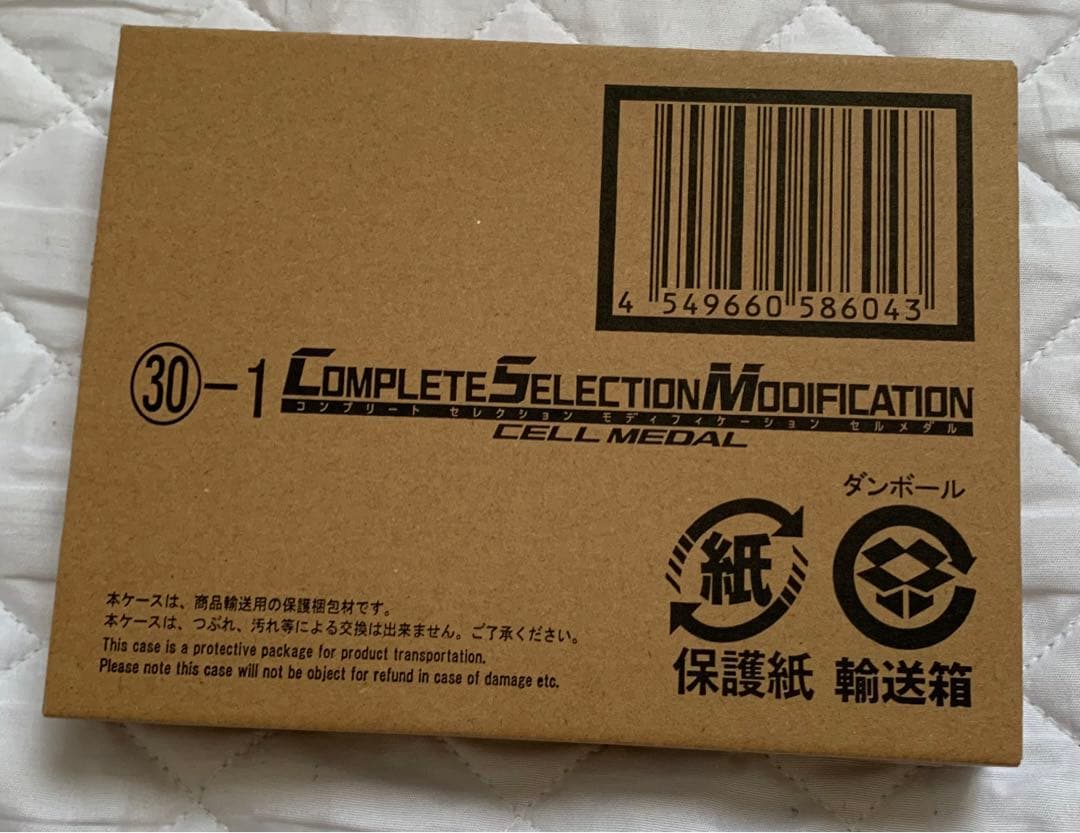 4 549660 586043
㉚-1 COMPLETE SELECTION MODIFICATION
コンプリート セレクション モディフィケーション セルメダル
CELL MEDAL
ダンボール
紙
保護紙 輸送箱
本ケースは、商品輸送用の保護梱包材です。
本ケースは、つぶれ、汚れ等による交換は出来ません。ご了承ください。
This case is a protective package for product transportation.
Please note this case will not be object for refund in case of damage etc.